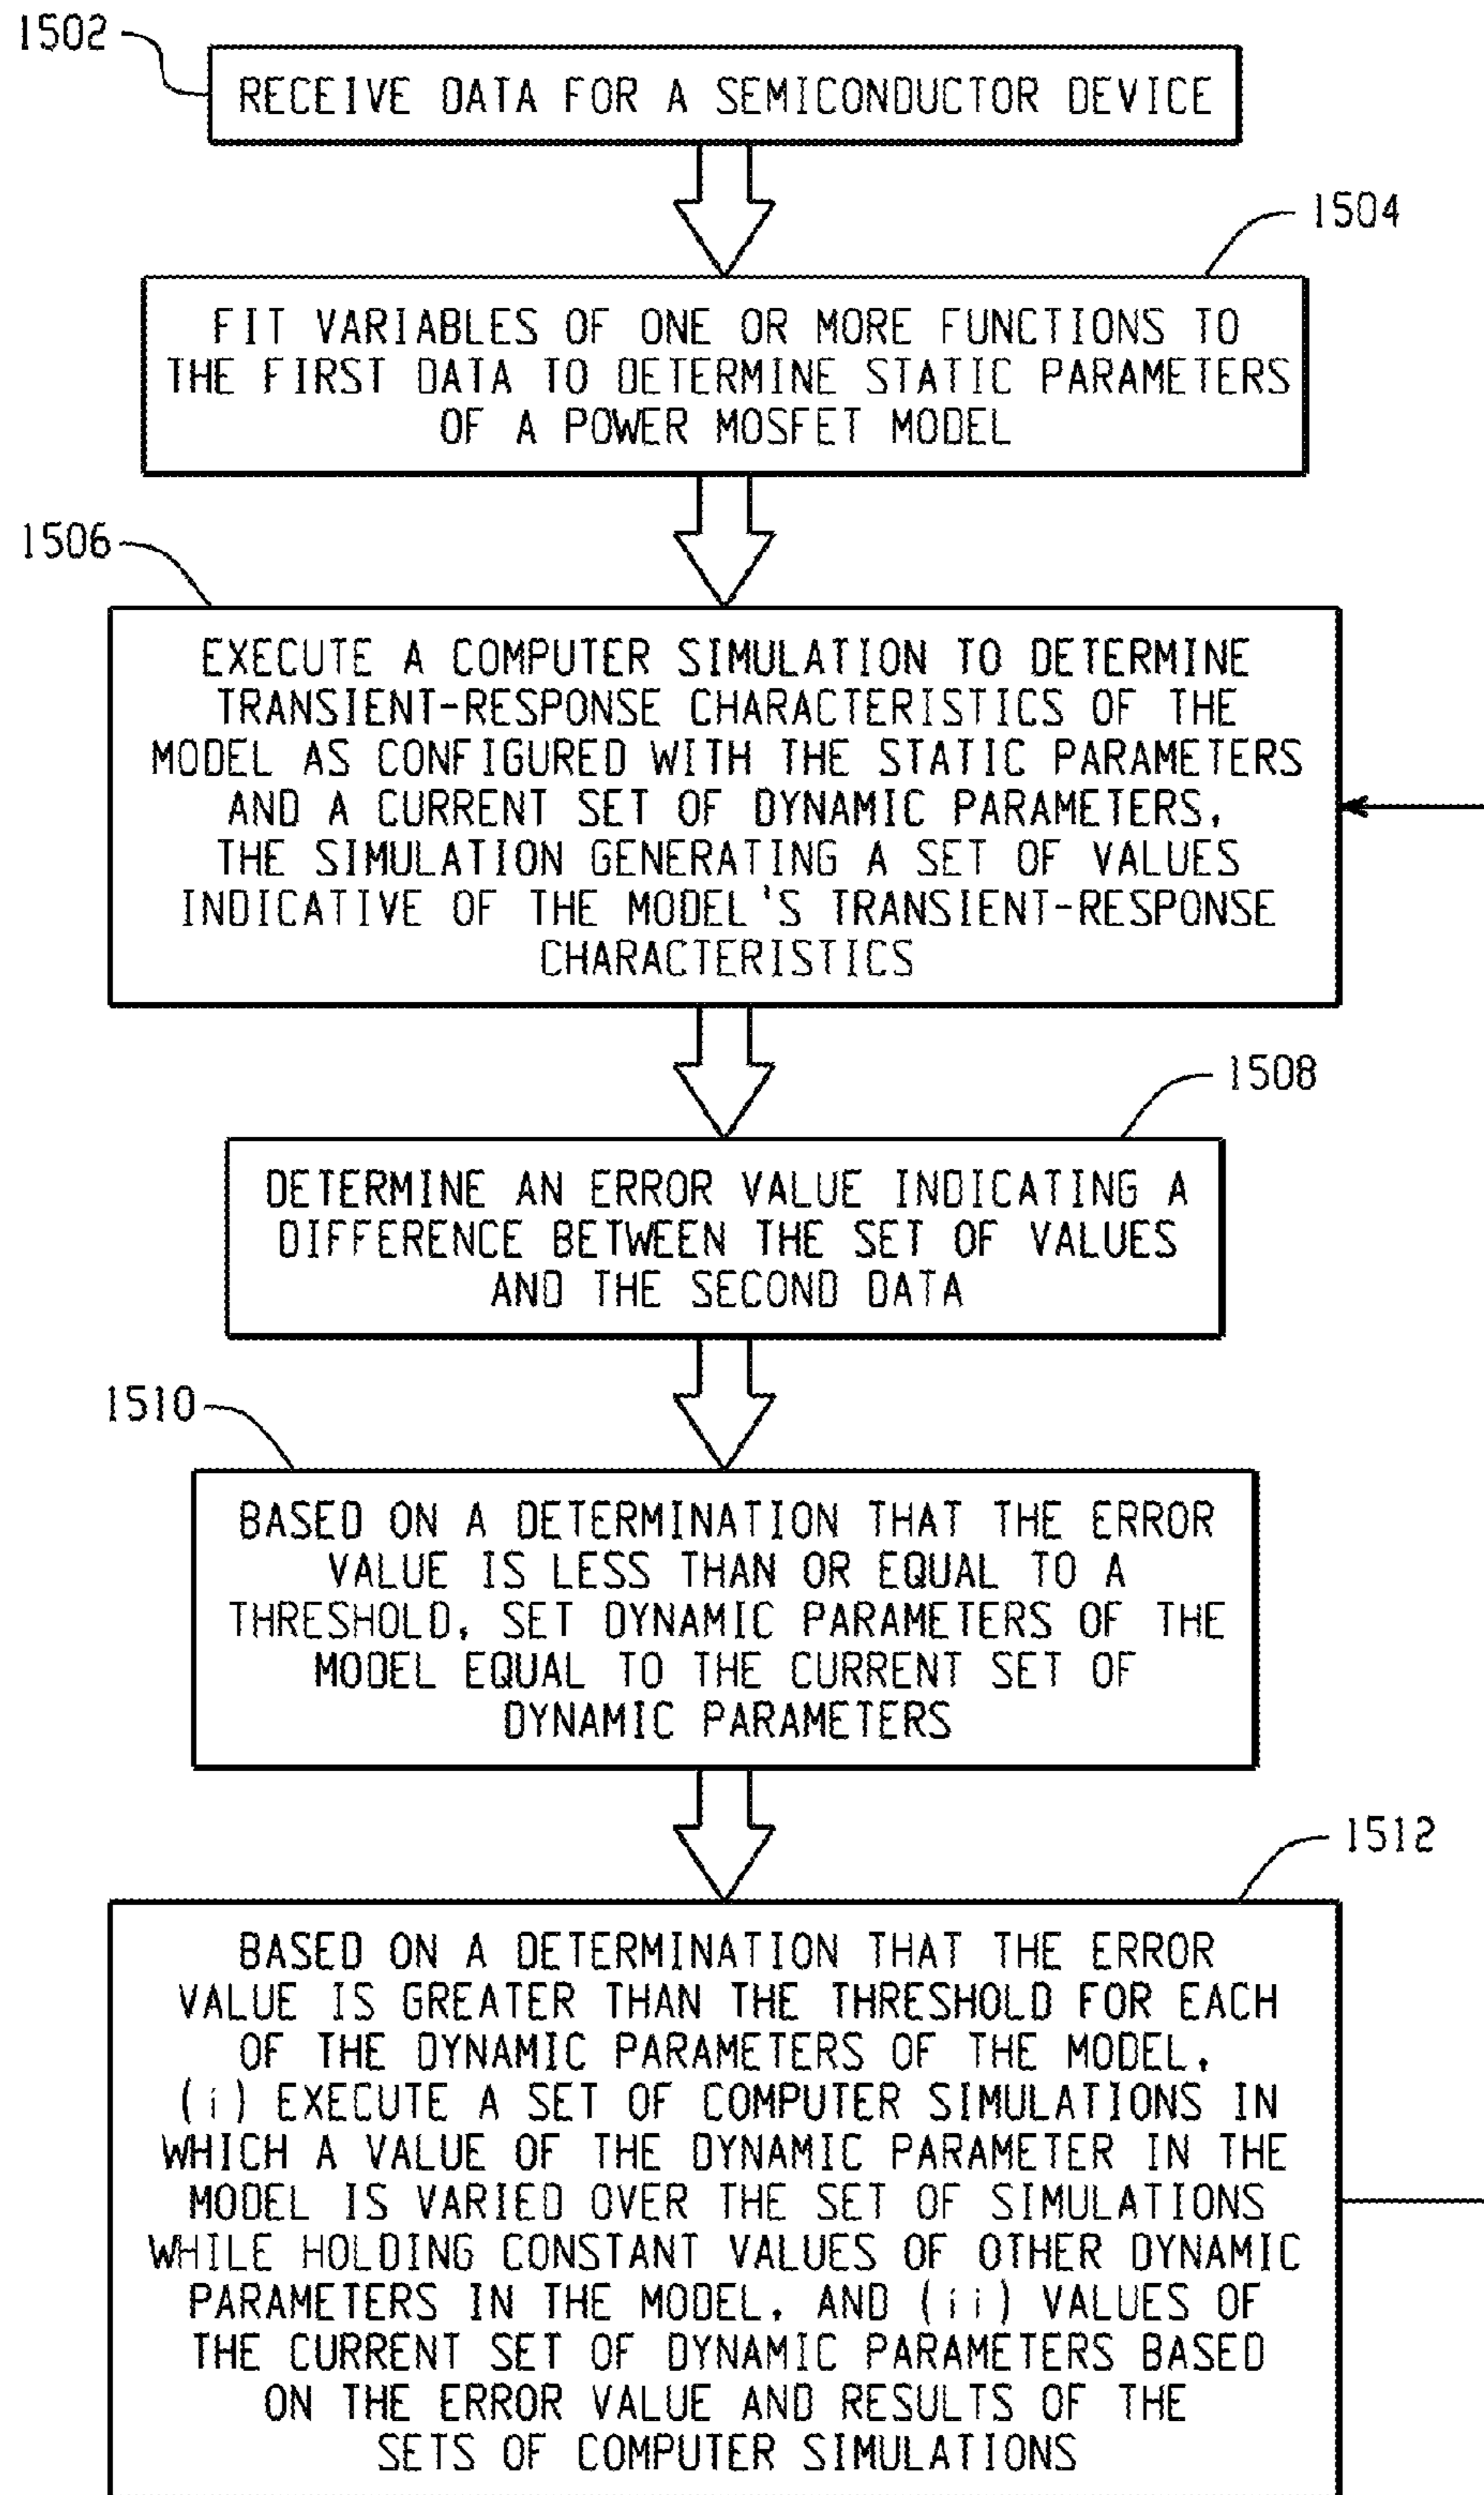 1502
RECEIVE DATA FOR A SEMICONDUCTOR DEVICE
1504
FIT VARIABLES OF ONE OR MORE FUNCTIONS TO
THE FIRST DATA TO DETERMINE STATIC PARAMETERS
OF A POWER MOSFET MODEL
1506
EXECUTE A COMPUTER SIMULATION TO DETERMINE
TRANSIENT-RESPONSE CHARACTERISTICS OF THE
MODEL AS CONFIGURED WITH THE STATIC PARAMETERS
AND A CURRENT SET OF DYNAMIC PARAMETERS,
THE SIMULATION GENERATING A SET OF VALUES
INDICATIVE OF THE MODEL'S TRANSIENT-RESPONSE
CHARACTERISTICS
1508
DETERMINE AN ERROR VALUE INDICATING A
DIFFERENCE BETWEEN THE SET OF VALUES
AND THE SECOND DATA
1510
BASED ON A DETERMINATION THAT THE ERROR
VALUE IS LESS THAN OR EQUAL TO A
THRESHOLD, SET DYNAMIC PARAMETERS OF THE
MODEL EQUAL TO THE CURRENT SET OF
DYNAMIC PARAMETERS
1512
BASED ON A DETERMINATION THAT THE ERROR
VALUE IS GREATER THAN THE THRESHOLD FOR EACH
OF THE DYNAMIC PARAMETERS OF THE MODEL,
(i) EXECUTE A SET OF COMPUTER SIMULATIONS IN
WHICH A VALUE OF THE DYNAMIC PARAMETER IN THE
MODEL IS VARIED OVER THE SET OF SIMULATIONS
WHILE HOLDING CONSTANT VALUES OF OTHER DYNAMIC
PARAMETERS IN THE MODEL, AND (ii) VALUES OF
THE CURRENT SET OF DYNAMIC PARAMETERS BASED
ON THE ERROR VALUE AND RESULTS OF THE
SETS OF COMPUTER SIMULATIONS